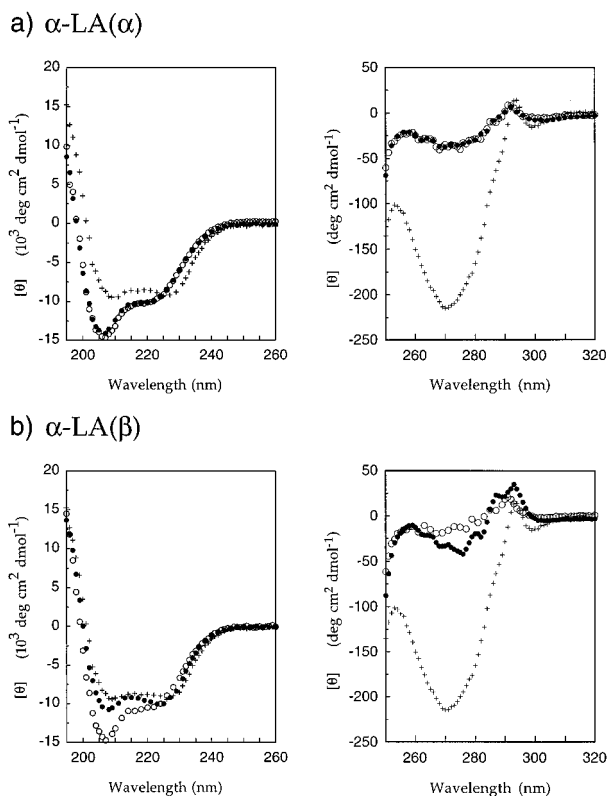 a) α-LA(α)
[θ] (10³ deg cm² dmol⁻¹)
20
15
10
5
0
-5
-10
-15
200 220 240 260
Wavelength (nm)
[θ] (deg cm² dmol⁻¹)
50
0
-50
-100
-150
-200
-250
260 280 300 320
Wavelength (nm)
b) α-LA(β)
[θ] (10³ deg cm² dmol⁻¹)
20
15
10
5
0
-5
-10
-15
200 220 240 260
Wavelength (nm)
[θ] (deg cm² dmol⁻¹)
50
0
-50
-100
-150
-200
-250
260 280 300 320
Wavelength (nm)